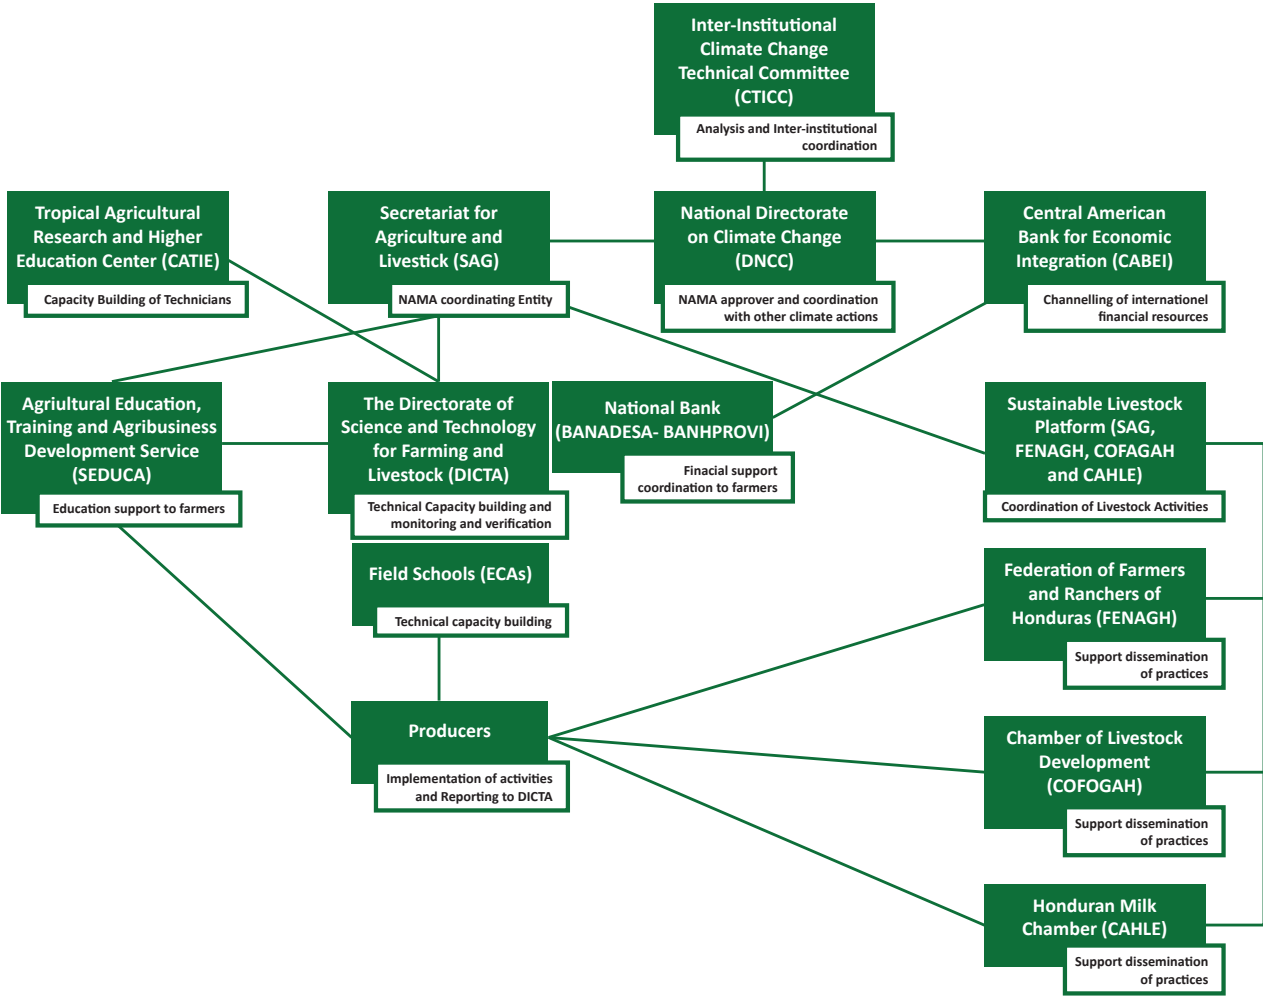 Inter-Institutional
Climate Change
Technical Committee
(CTICC)
Analysis and Inter-institutional
coordination
Tropical Agricultural
Research and Higher
Education Center (CATIE)
Capacity Building of Technicians
Secretariat for
Agriculture and
Livestock (SAG)
NAMA coordinating Entity
National Directorate
on Climate Change
(DNCC)
NAMA approver and coordination
with other climate actions
Central American
Bank for Economic
Integration (CABEI)
Channelling of internationel
financial resources
Agriultural Education,
Training and Agribusiness
Development Service
(SEDUCA)
Education support to farmers
The Directorate of
Science and Technology
for Farming and
Livestock (DICTA)
Technical Capacity building and
monitoring and verification
National Bank
(BANADESA- BANHPROVI)
Finacial support
coordination to farmers
Sustainable Livestock
Platform (SAG,
FENAGH, COFAGAH
and CAHLE)
Coordination of Livestock Activities
Field Schools (ECAs)
Technical capacity building
Federation of Farmers
and Ranchers of
Honduras (FENAGH)
Support dissemination
of practices
Producers
Implementation of activities
and Reporting to DICTA
Chamber of Livestock
Development
(COFOGAH)
Support dissemination
of practices
Honduran Milk
Chamber (CAHLE)
Support dissemination
of practices